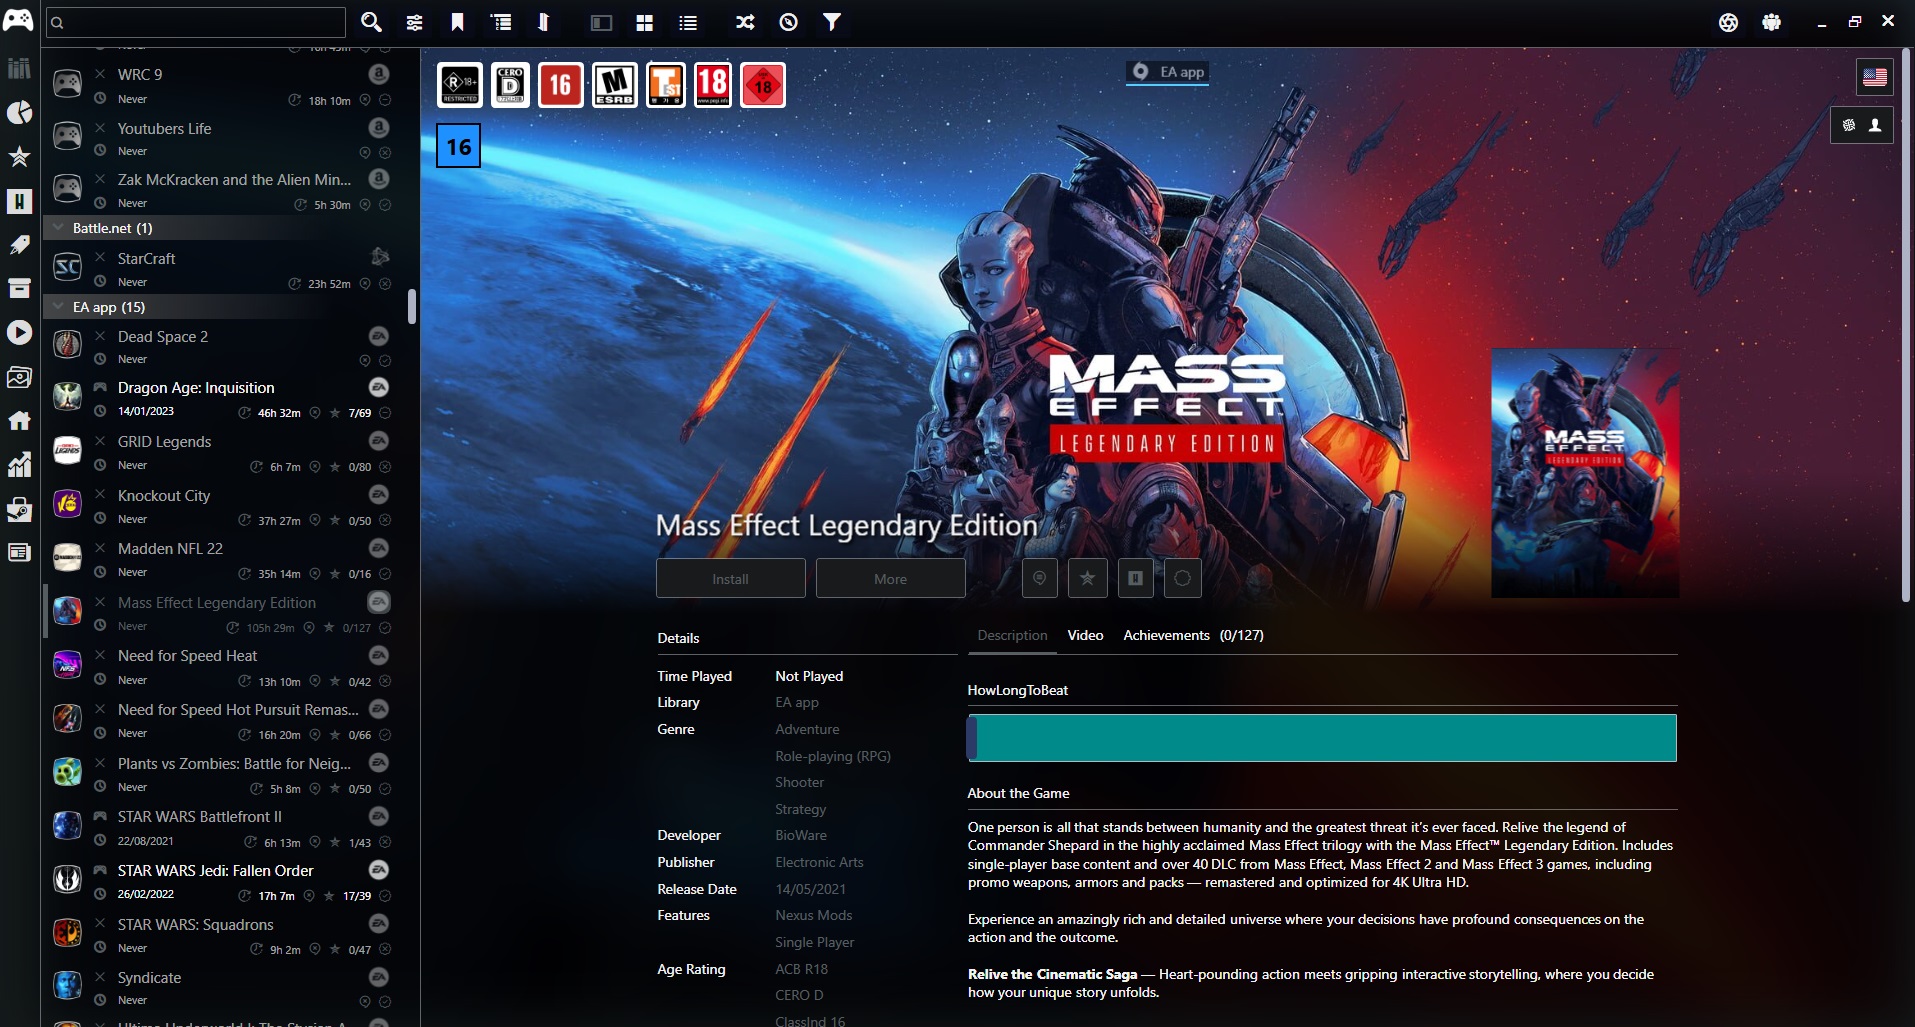 WRC 9
Never
18h 10m
Youtubers Life
Never
Zak McKracken and the Alien Min...
Never
5h 30m
Battle.net (1)
StarCraft
Never
23h 52m
EA app (15)
Dead Space 2
Never
Dragon Age: Inquisition
14/01/2023
46h 32m
7/69
GRID Legends
Never
6h 7m
0/80
Knockout City
Never
37h 27m
0/50
Madden NFL 22
Never
35h 14m
0/16
Mass Effect Legendary Edition
Never
105h 29m
0/127
Need for Speed Heat
Never
13h 10m
0/42
Need for Speed Hot Pursuit Remas...
Never
16h 20m
0/66
Plants vs Zombies: Battle for Neig...
Never
5h 8m
0/50
STAR WARS Battlefront II
22/08/2021
6h 13m
1/43
STAR WARS Jedi: Fallen Order
26/02/2022
17h 7m
17/39
STAR WARS: Squadrons
Never
9h 2m
0/47
Syndicate
Never
R 18+
RESTRICTED
CERO
D
16
M
ESRB
TEST
18
18
16
EA app
MASS
EFFECT
LEGENDARY EDITION
MASS
EFFECT
LEGENDARY EDITION
Mass Effect Legendary Edition
Install
More
Details
Time Played
Not Played
Library
EA app
Genre
Adventure
Role-playing (RPG)
Shooter
Strategy
Developer
BioWare
Publisher
Electronic Arts
Release Date
14/05/2021
Features
Nexus Mods
Single Player
Age Rating
ACB R18
CERO D
ClassInd 16
Description
Video
Achievements (0/127)
HowLongToBeat
About the Game
One person is all that stands between humanity and the greatest threat it's ever faced. Relive the legend of
Commander Shepard in the highly acclaimed Mass Effect trilogy with the Mass Effect™ Legendary Edition. Includes
single-player base content and over 40 DLC from Mass Effect, Mass Effect 2 and Mass Effect 3 games, including
promo weapons, armors and packs — remastered and optimized for 4K Ultra HD.
Experience an amazingly rich and detailed universe where your decisions have profound consequences on the
action and the outcome.
Relive the Cinematic Saga — Heart-pounding action meets gripping interactive storytelling, where you decide
how your unique story unfolds.